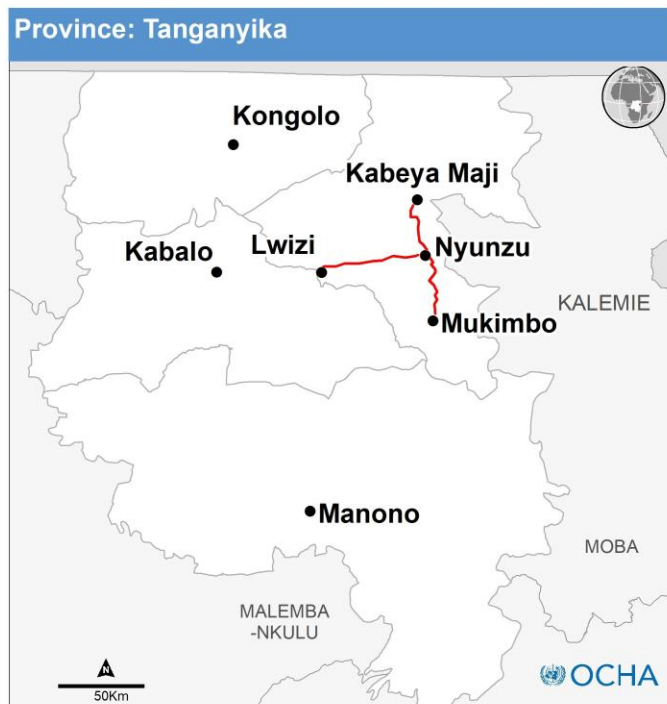 Province: Tanganyika
Kongolo
Kabeya Maji
Kabalo
Lwizi
Nyunzu
KALEMIE
Mukimbo
Manono
MOBA
MALEMBA
-NKULU
N
50Km
OCHA